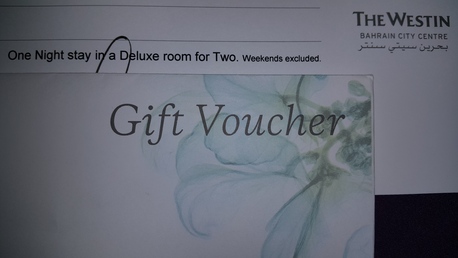 THE WESTIN
BAHRAIN CITY CENTRE
بحرين سيتي سنتر
One Night stay in a Deluxe room for Two. Weekends excluded.
Gift Voucher